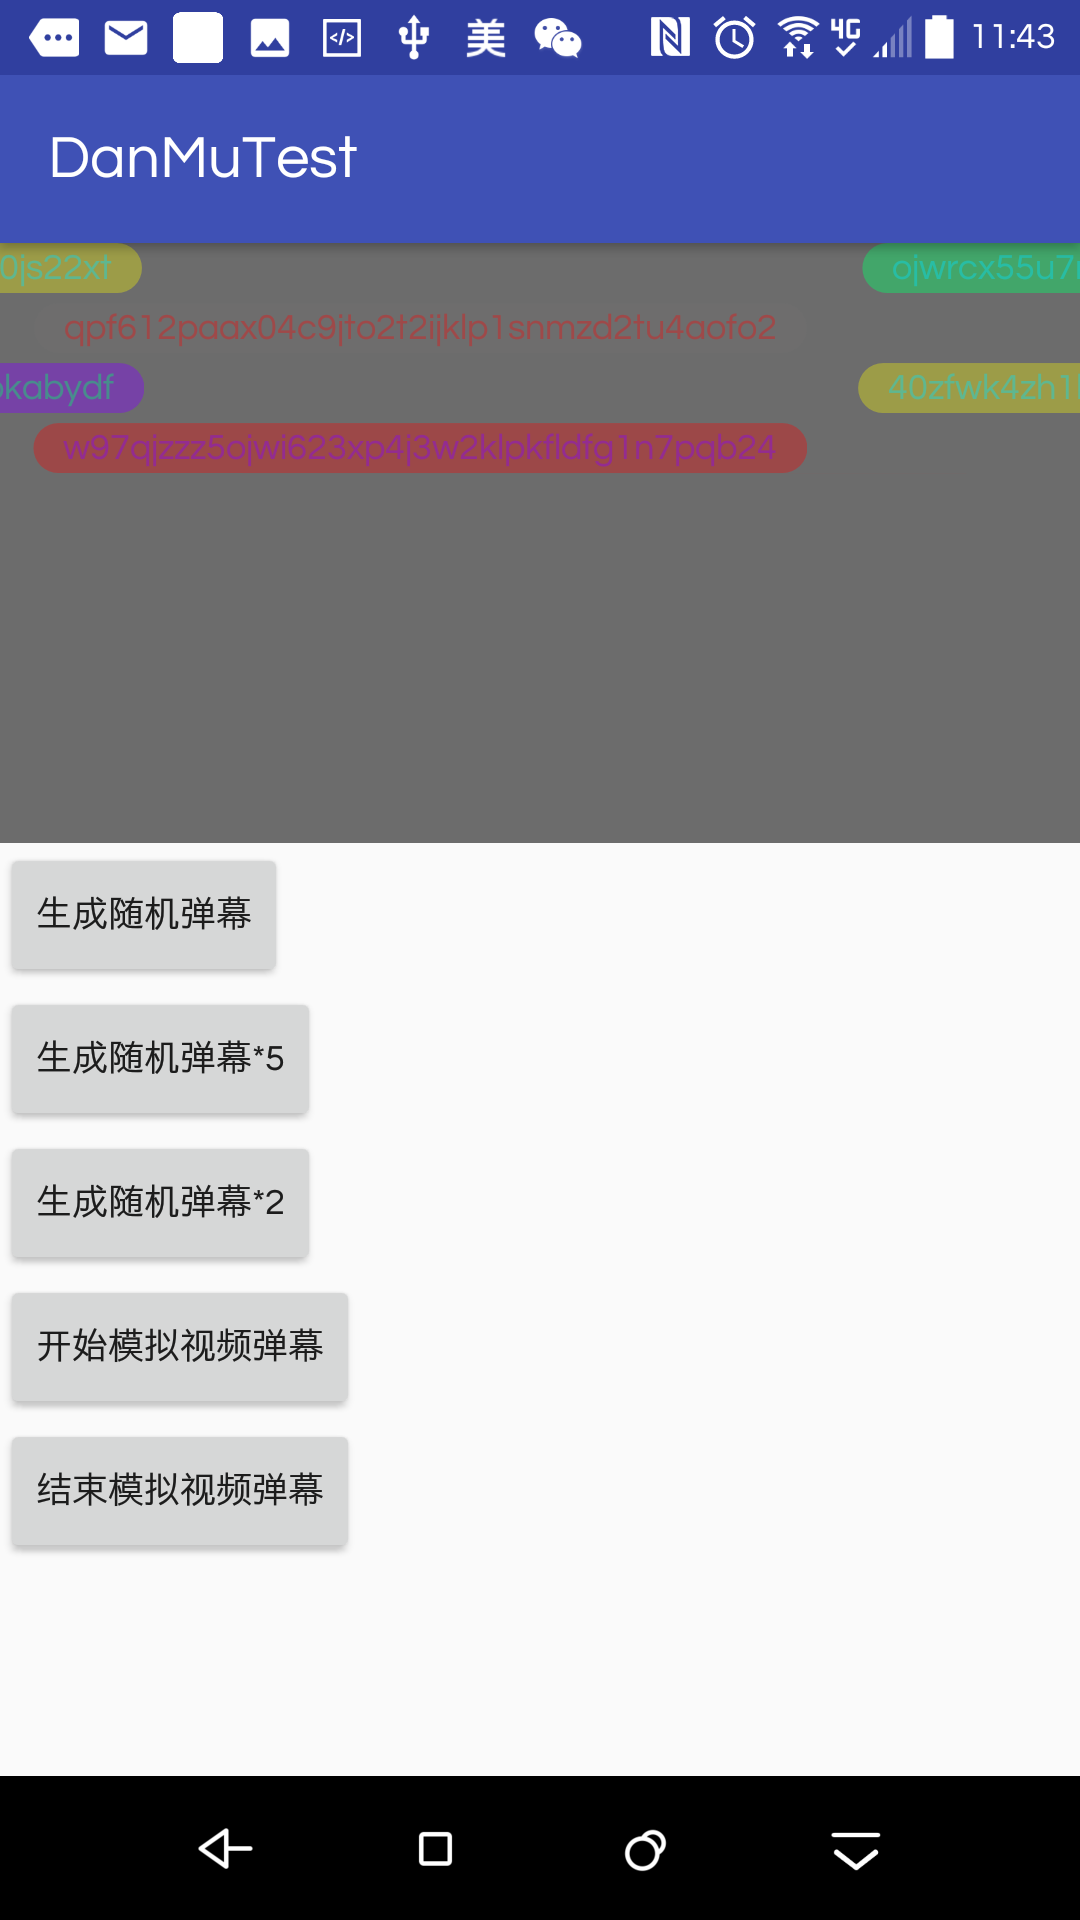 美 4G 11:43
DanMuTest
0js22xt ojwrcx55u7
qpf612paax04c9jto2t2ijklp1snmzd2tu4aofo2
kabydf 40zfwk4zh1
w97qjzzz5ojwi623xp4j3w2klpkfldfg1n7pqb24
生成随机弹幕
生成随机弹幕*5
生成随机弹幕*2
开始模拟视频弹幕
结束模拟视频弹幕